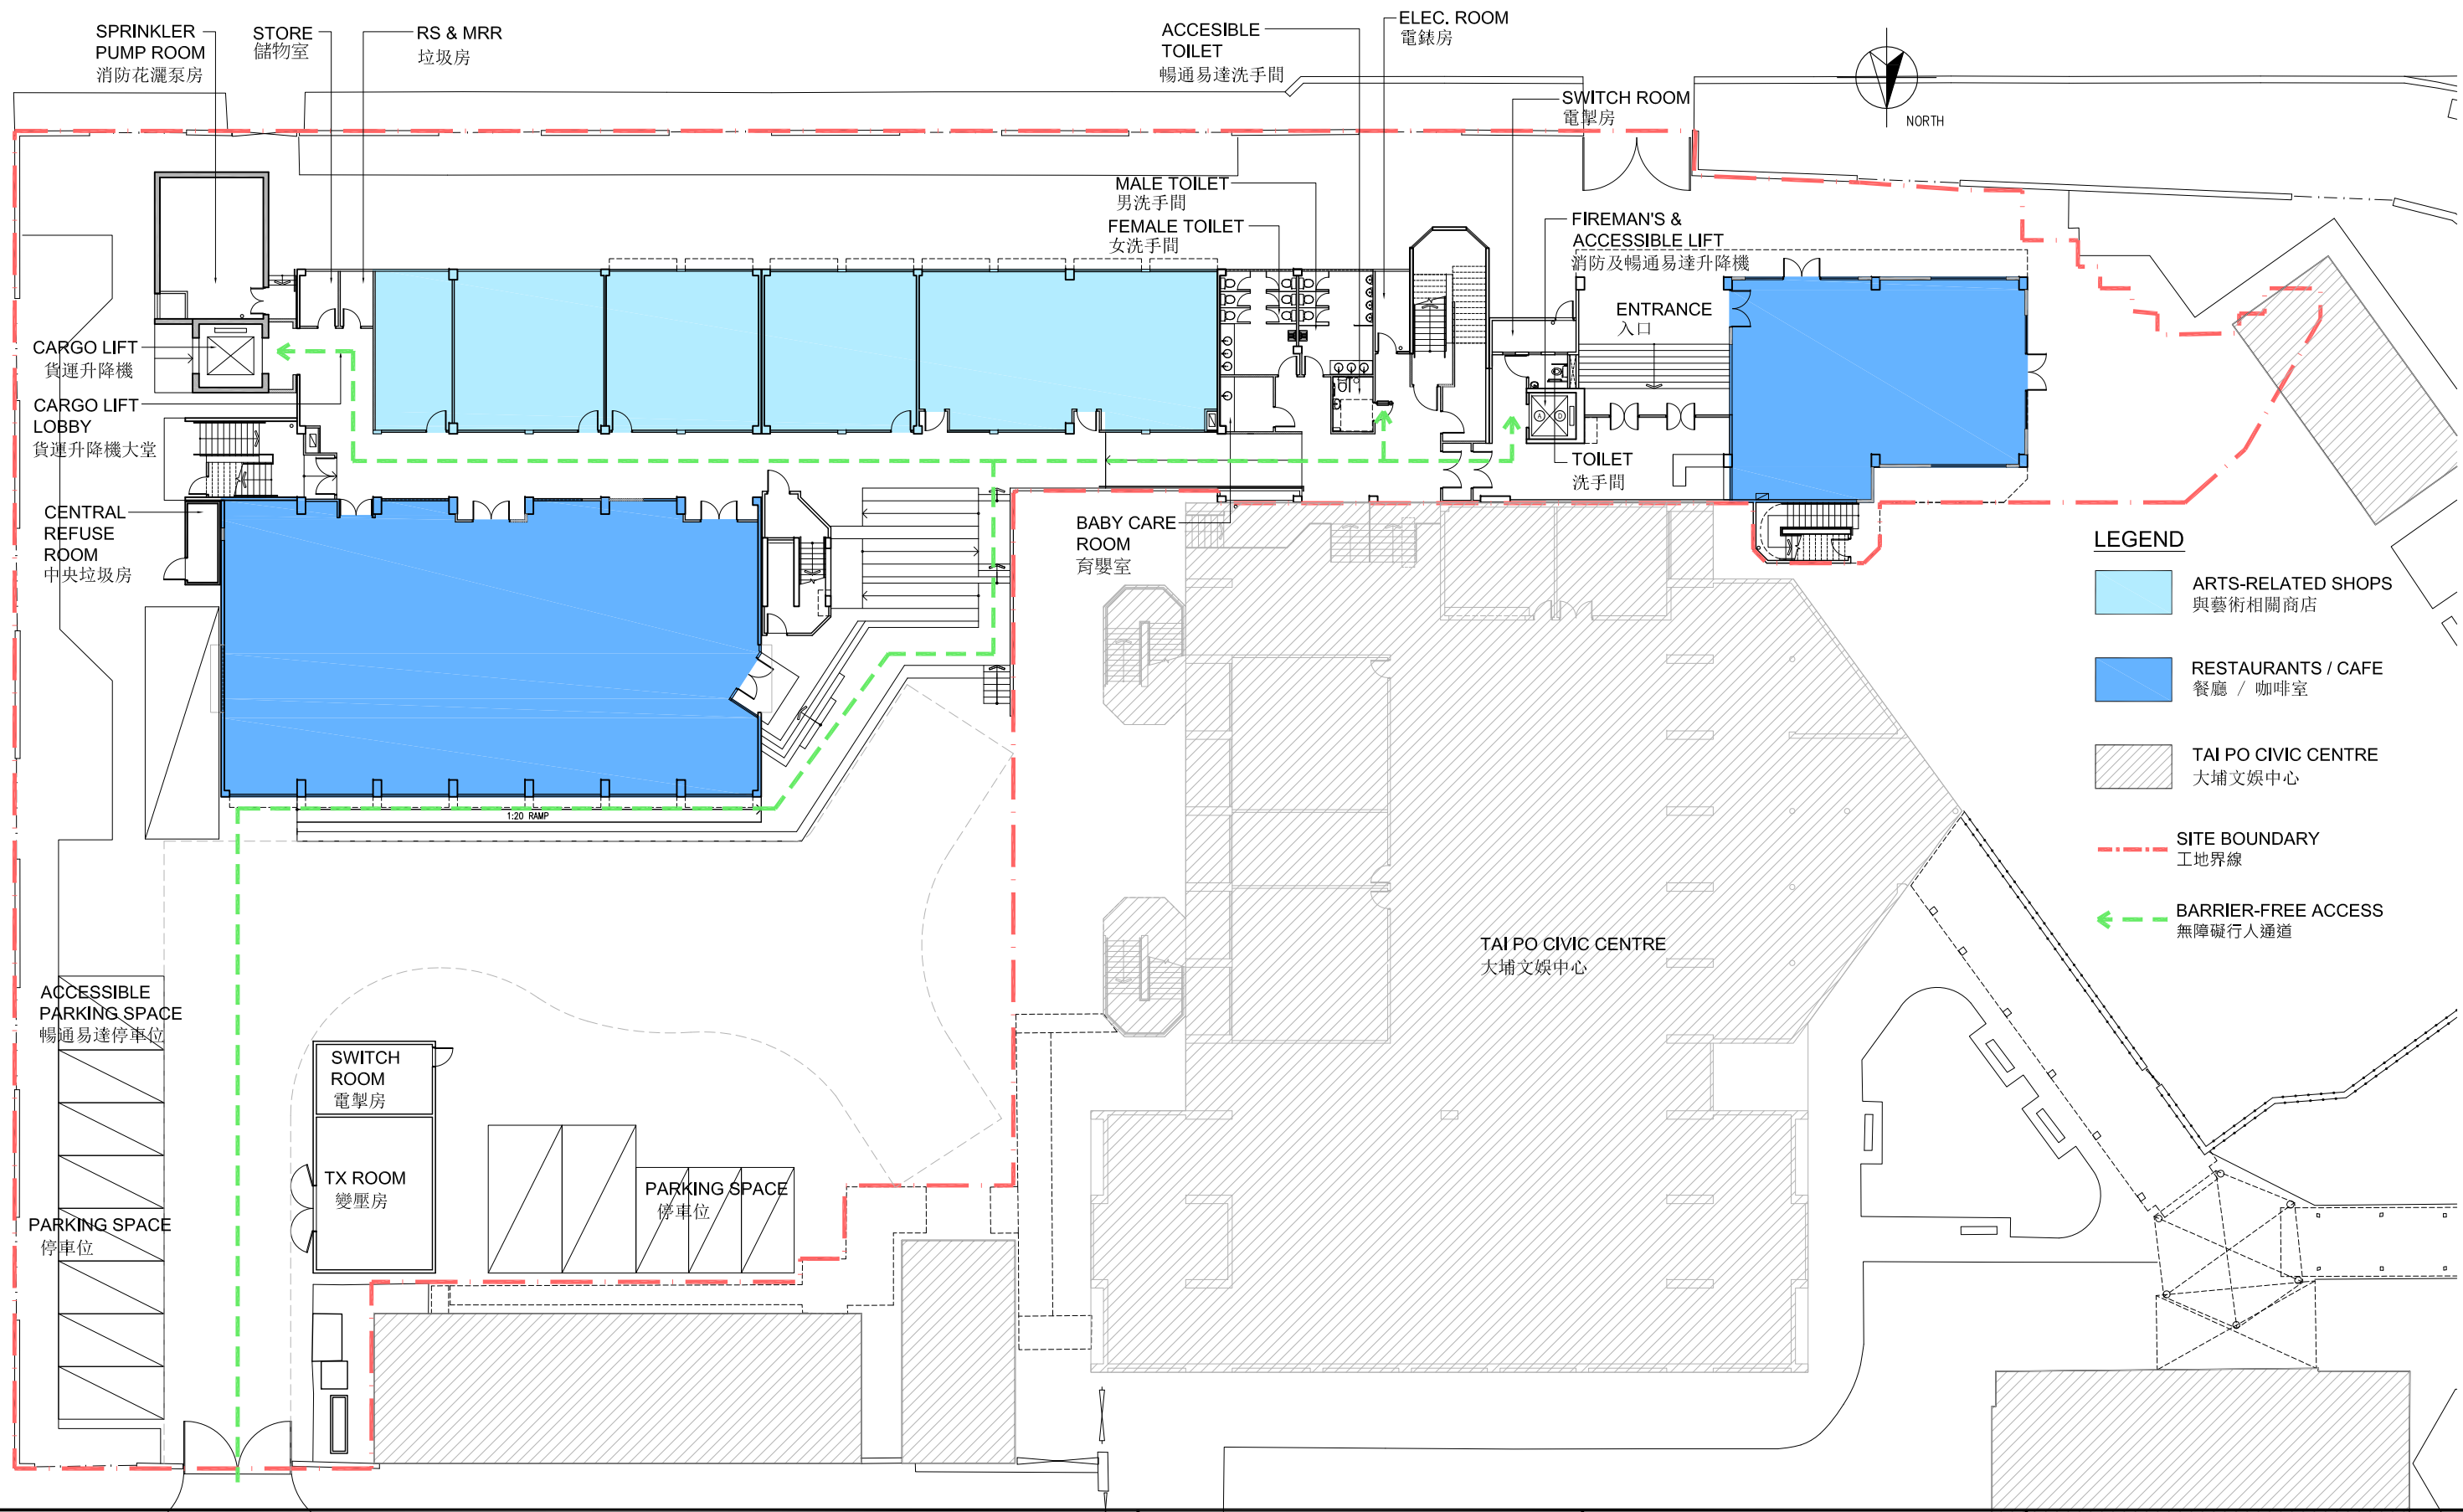 SPRINKLER
PUMP ROOM
消防花灑泵房
STORE
儲物室
RS & MRR
垃圾房
ACCESIBLE
TOILET
暢通易達洗手間
ELEC. ROOM
電錶房
SWITCH ROOM
電掣房
NORTH
MALE TOILET
男洗手間
FEMALE TOILET
女洗手間
FIREMAN'S &
ACCESSIBLE LIFT
消防及暢通易達升降機
ENTRANCE
入口
CARGO LIFT
貨運升降機
CARGO LIFT
LOBBY
貨運升降機大堂
A D
TOILET
洗手間
CENTRAL
REFUSE
ROOM
中央垃圾房
BABY CARE
ROOM
育嬰室
LEGEND
ARTS-RELATED SHOPS
與藝術相關商店
RESTAURANTS / CAFE
餐廳 / 咖啡室
TAI PO CIVIC CENTRE
大埔文娛中心
SITE BOUNDARY
工地界線
BARRIER-FREE ACCESS
無障礙行人通道
1:20 RAMP
TAI PO CIVIC CENTRE
大埔文娛中心
ACCESSIBLE
PARKING SPACE
暢通易達停車位
SWITCH
ROOM
電掣房
TX ROOM
變壓房
PARKING SPACE
停車位
PARKING SPACE
停車位